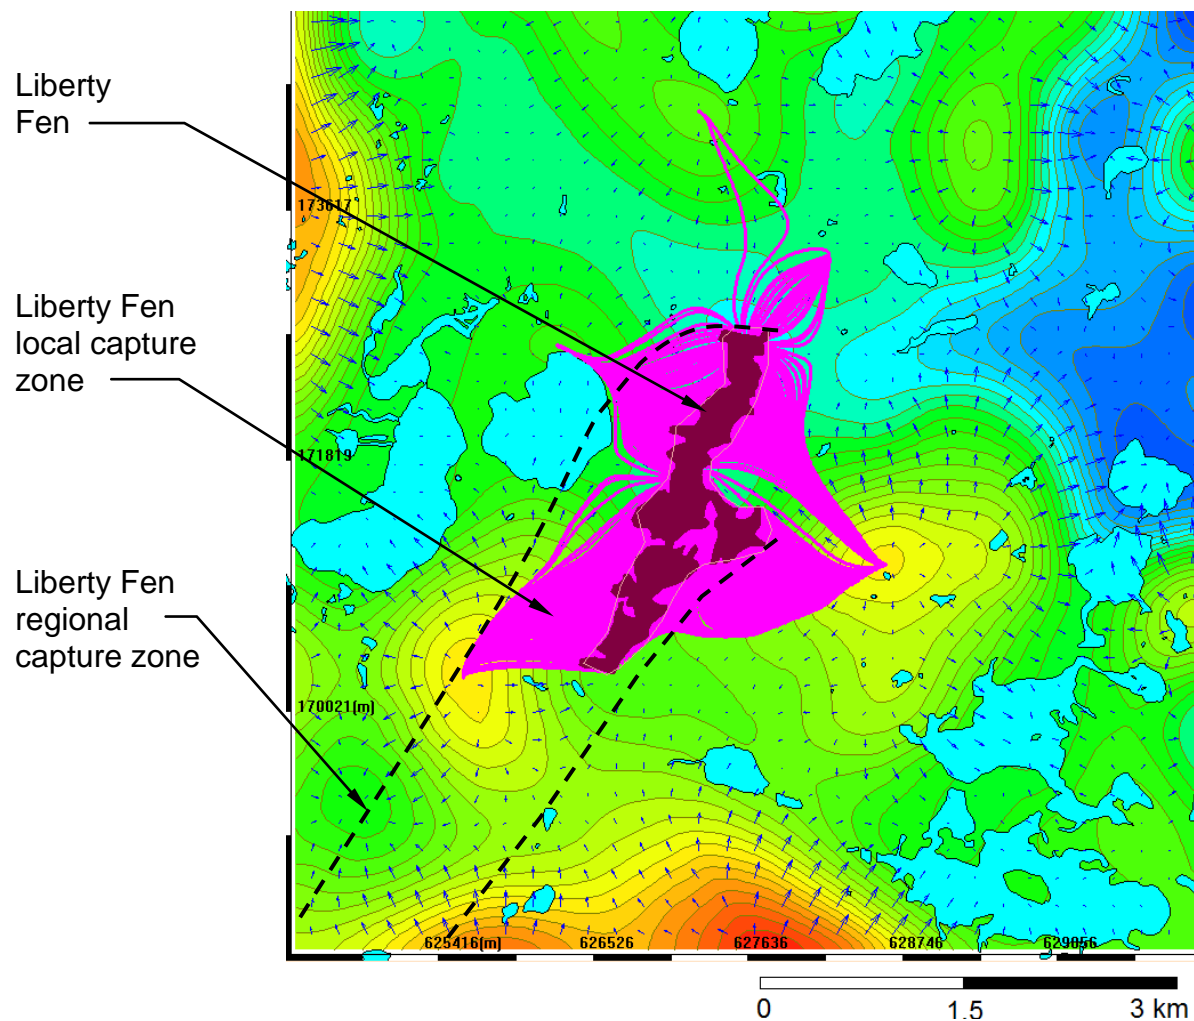 Liberty
Fen
173617
Liberty Fen
local capture
zone
171819
Liberty Fen
regional
capture zone
170021(m)
625416(m) 626526 627636 628746 629856
0 1.5 3 km